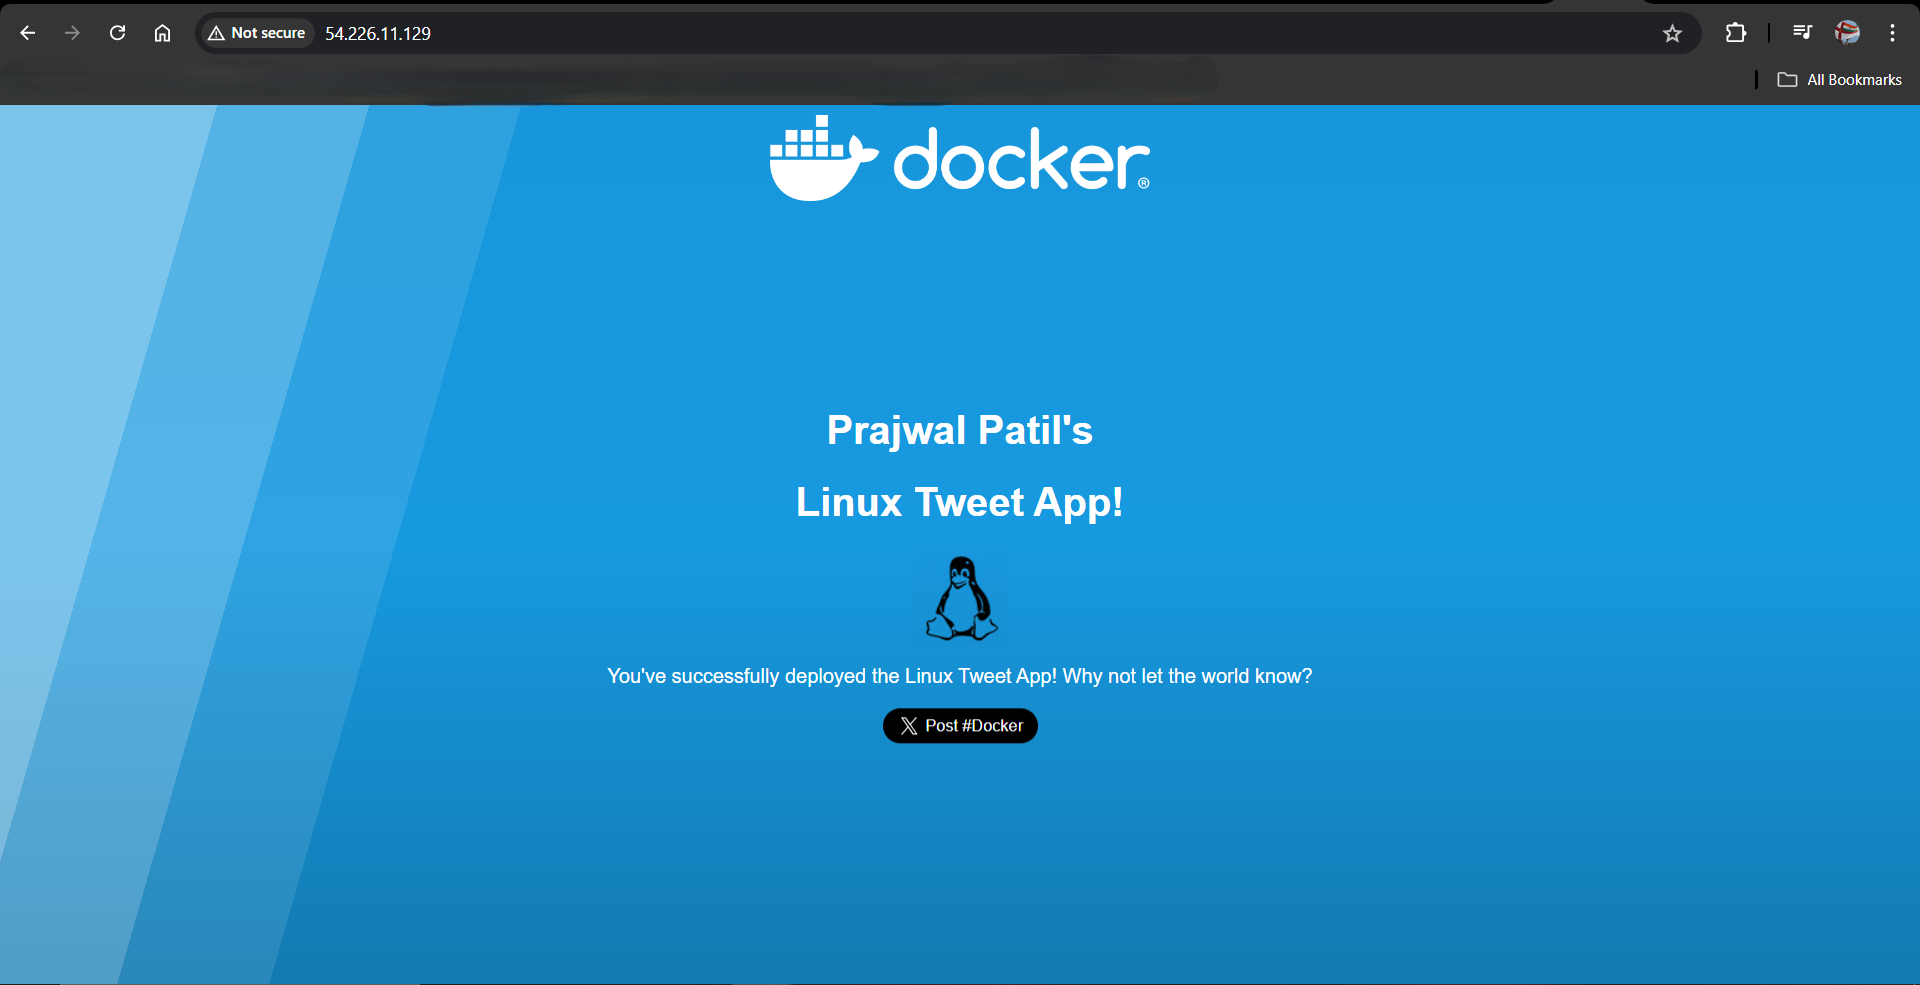 Not secure
54.226.11.129
All Bookmarks
docker®
Prajwal Patil's
Linux Tweet App!
You've successfully deployed the Linux Tweet App! Why not let the world know?
X Post #Docker